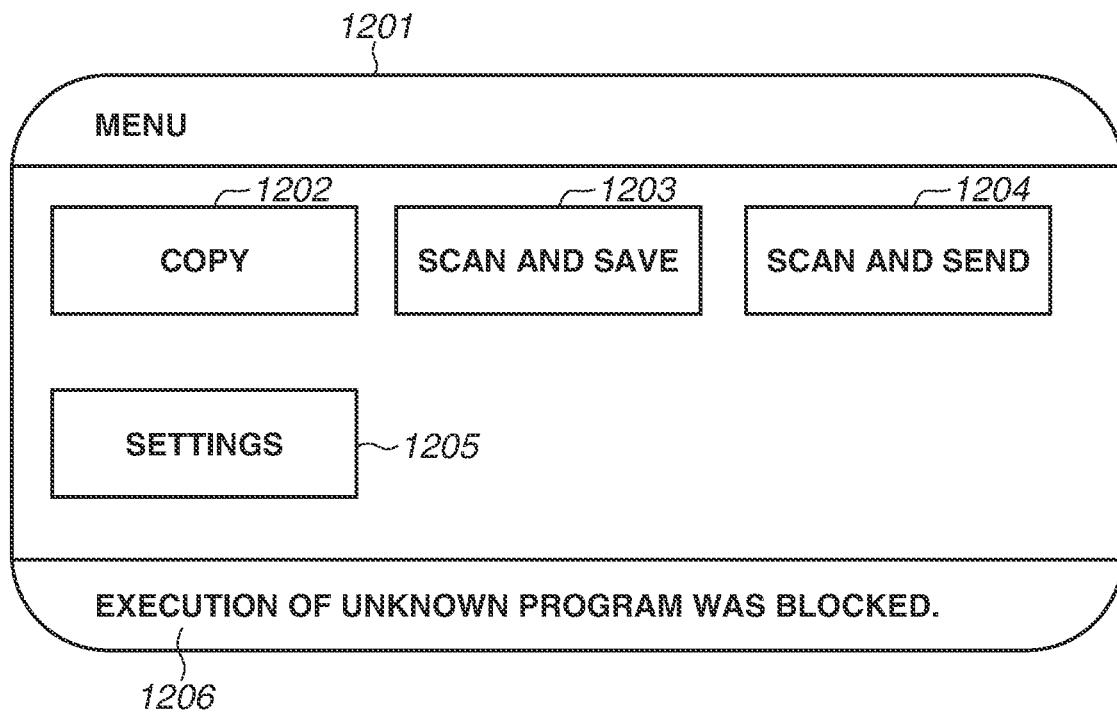 1201
MENU
1202 1203 1204
COPY SCAN AND SAVE SCAN AND SEND
SETTINGS 1205
EXECUTION OF UNKNOWN PROGRAM WAS BLOCKED.
1206